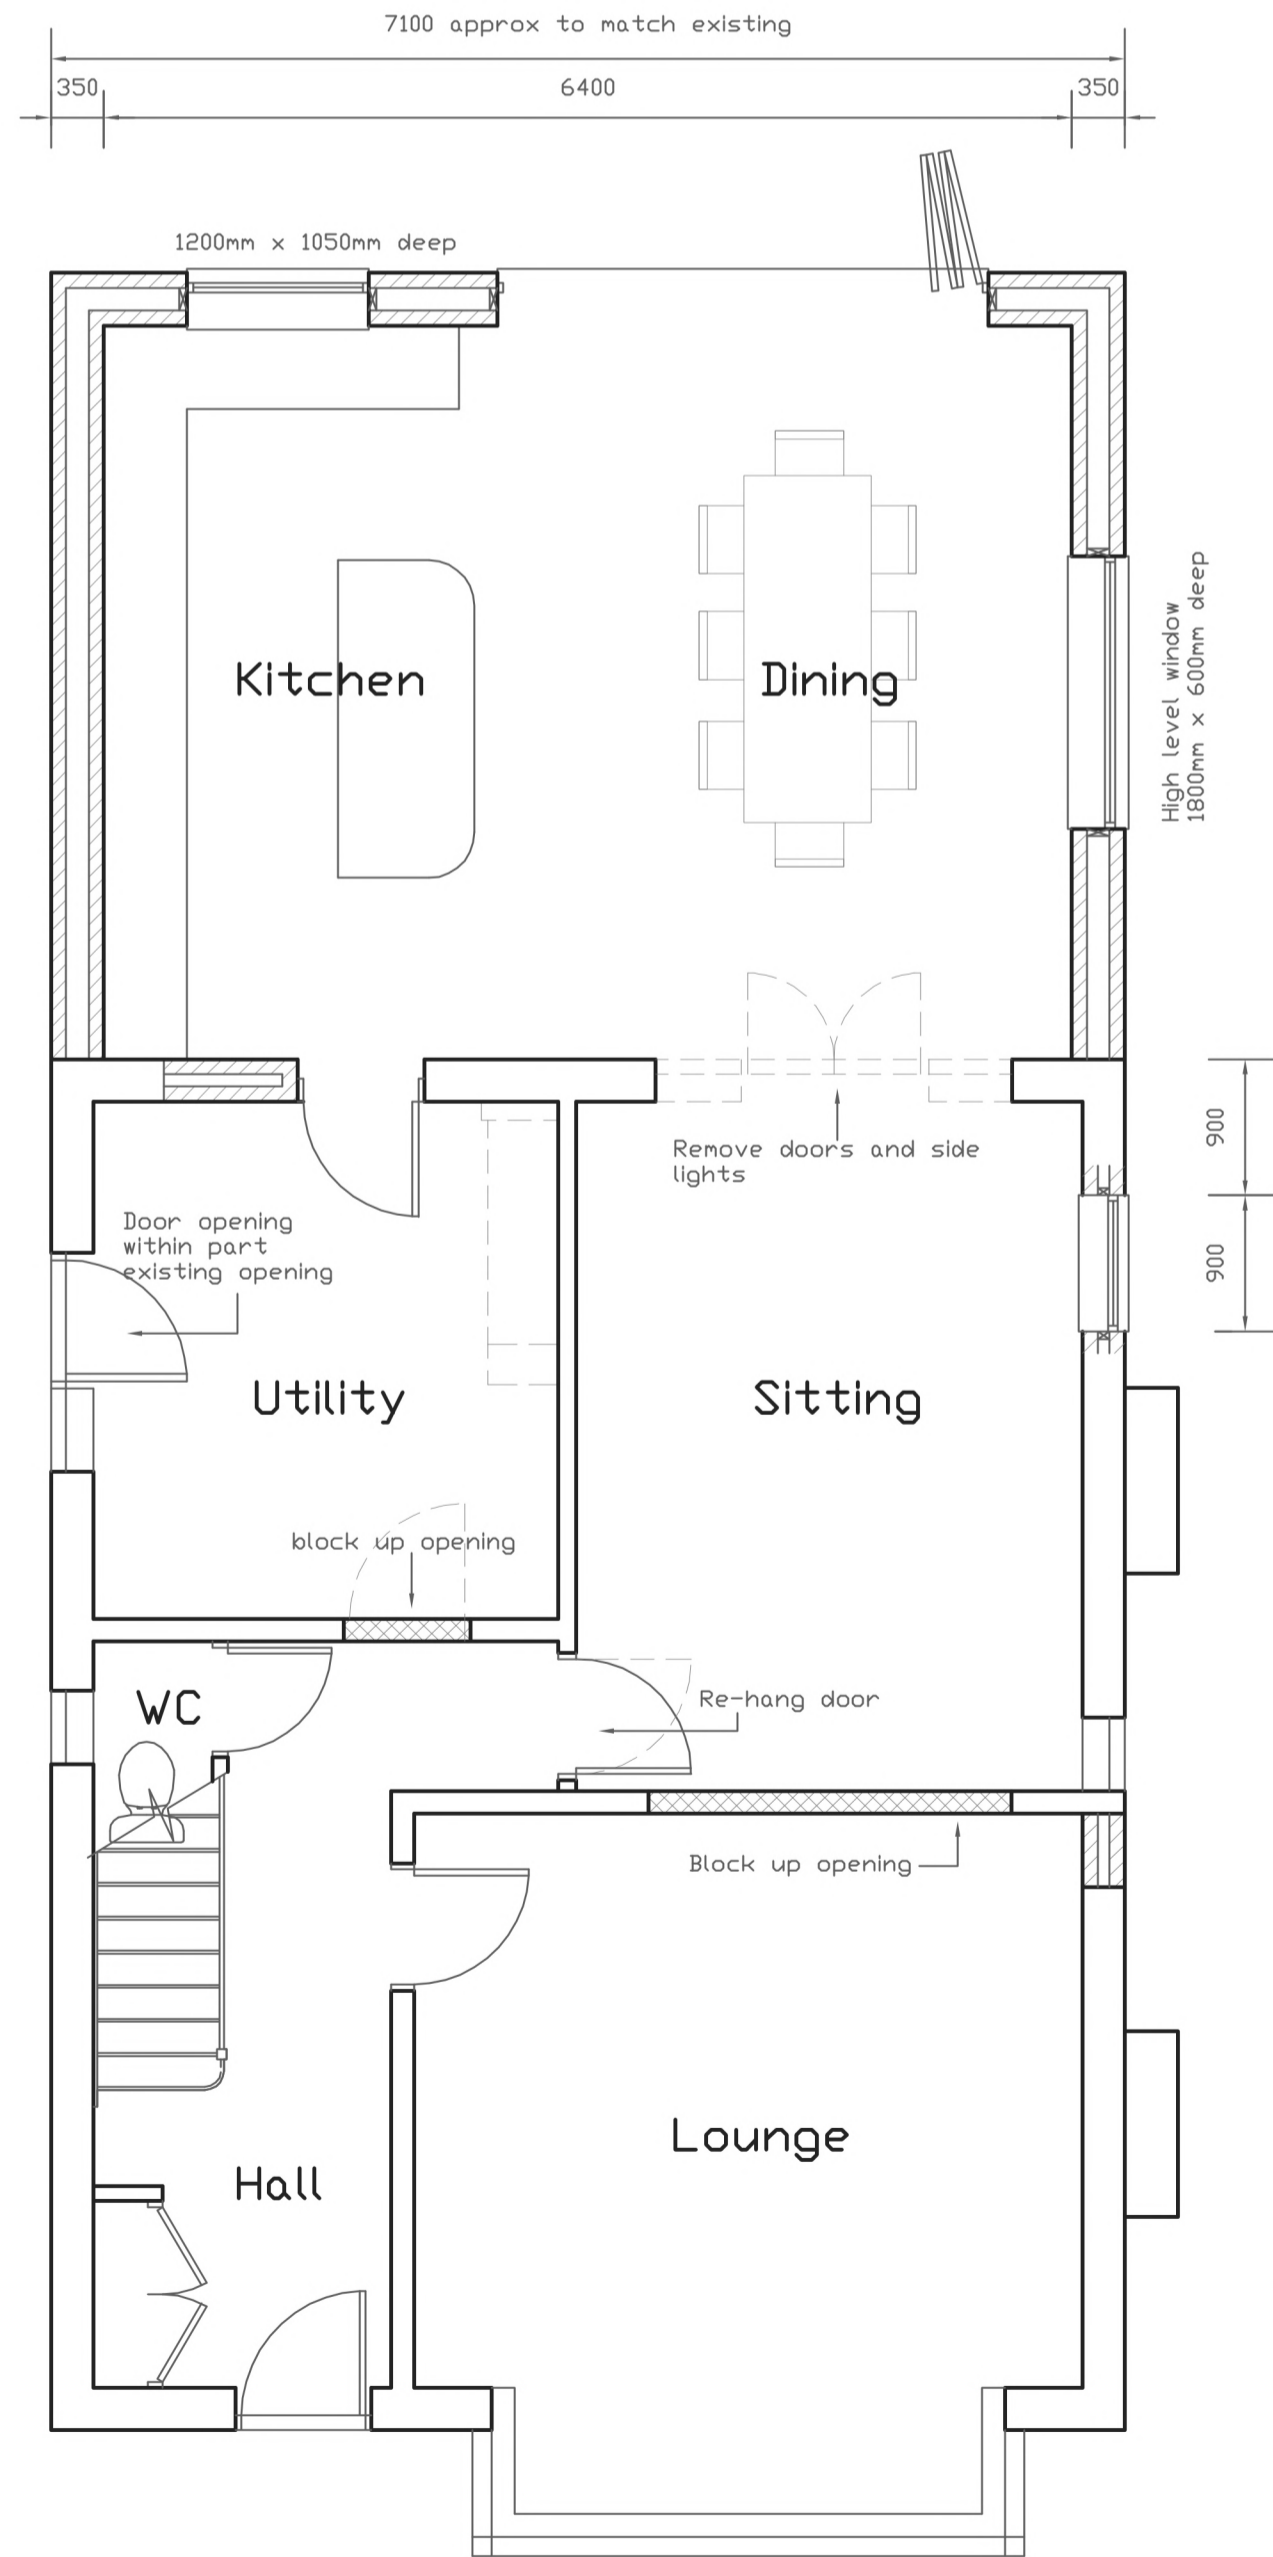 7100 approx to match existing
350
6400
350
1200mm x 1050mm deep
High level window
1800mm x 600mm deep
Kitchen
Dining
Remove doors and side
lights
900
900
Door opening
within part
existing opening
Utility
Sitting
block up opening
WC
Re-hang door
Block up opening
Lounge
Hall